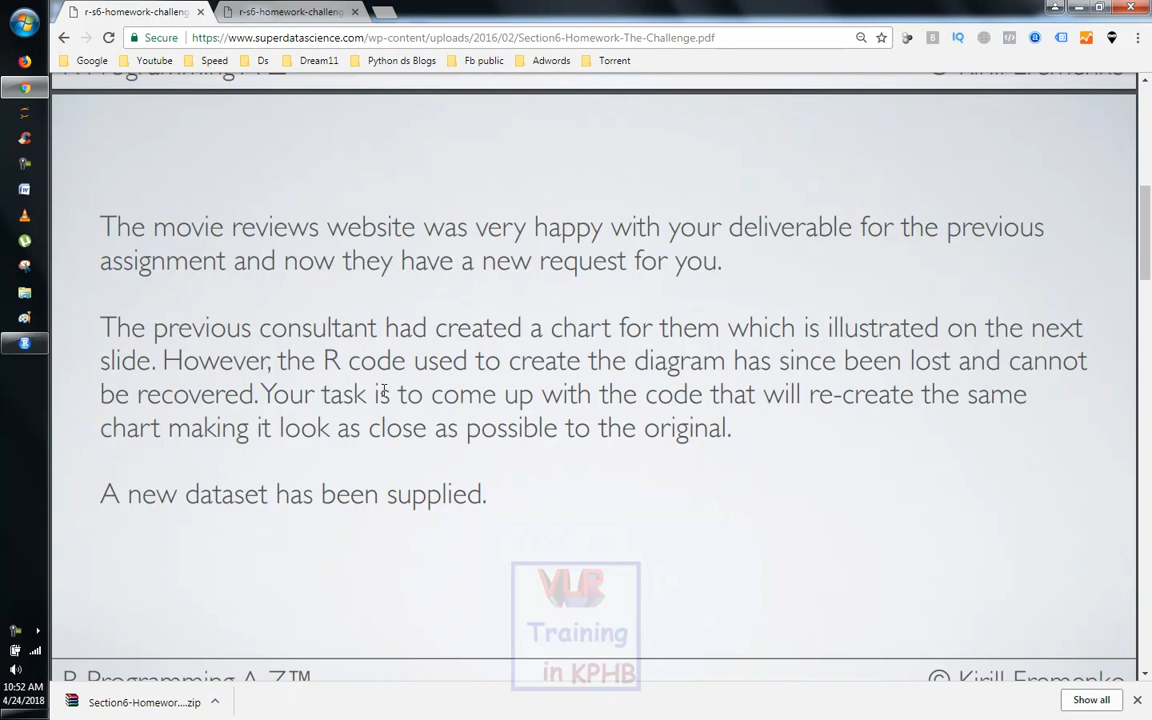 r-s6-homework-challeng
r-s6-homework-challeng
Secure
https://www.superdatascience.com/wp-content/uploads/2016/02/Section6-Homework-The-Challenge.pdf
Google
Youtube
Speed
Ds
Dream11
Python ds Blogs
Fb public
Adwords
Torrent
The movie reviews website was very happy with your deliverable for the previous
assignment and now they have a new request for you.
The previous consultant had created a chart for them which is illustrated on the next
slide. However, the R code used to create the diagram has since been lost and cannot
be recovered. Your task is to come up with the code that will re-create the same
chart making it look as close as possible to the original.
A new dataset has been supplied.
VLR
Training
in KPHB
R Programming A-Z™
© Kirill Eremenko
10:52 AM
4/24/2018
Section6-Homewor....zip
Show all